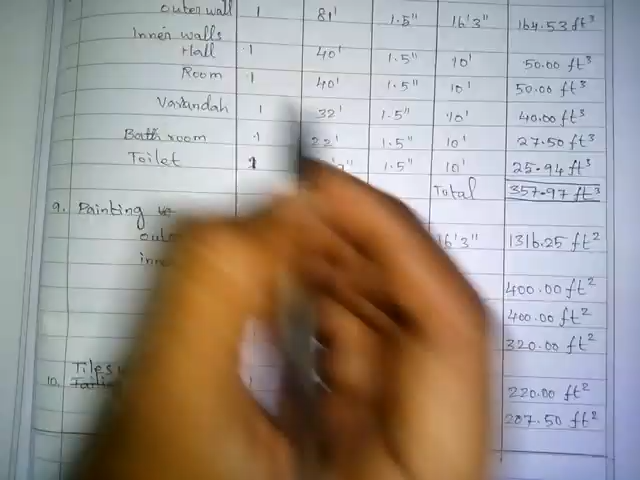 outer wall 1 81' 1.5" 16'3" 164.53 ft³
Inner walls
Hall 1 40' 1.5" 10' 50.00 ft³
Room 1 40' 1.5" 10' 50.00 ft³
Varandah 1 32' 1.5" 10' 40.00 ft³
Bath room 1 22' 1.5" 10' 27.50 ft³
Toilet 1 1.5" 10' 25.94 ft³
Total 357.97 ft³
9. Painting
16'3" 1316.25 ft²
400.00 ft²
400.00 ft²
320.00 ft²
Tiles
10. 220.00 ft²
207.50 ft²